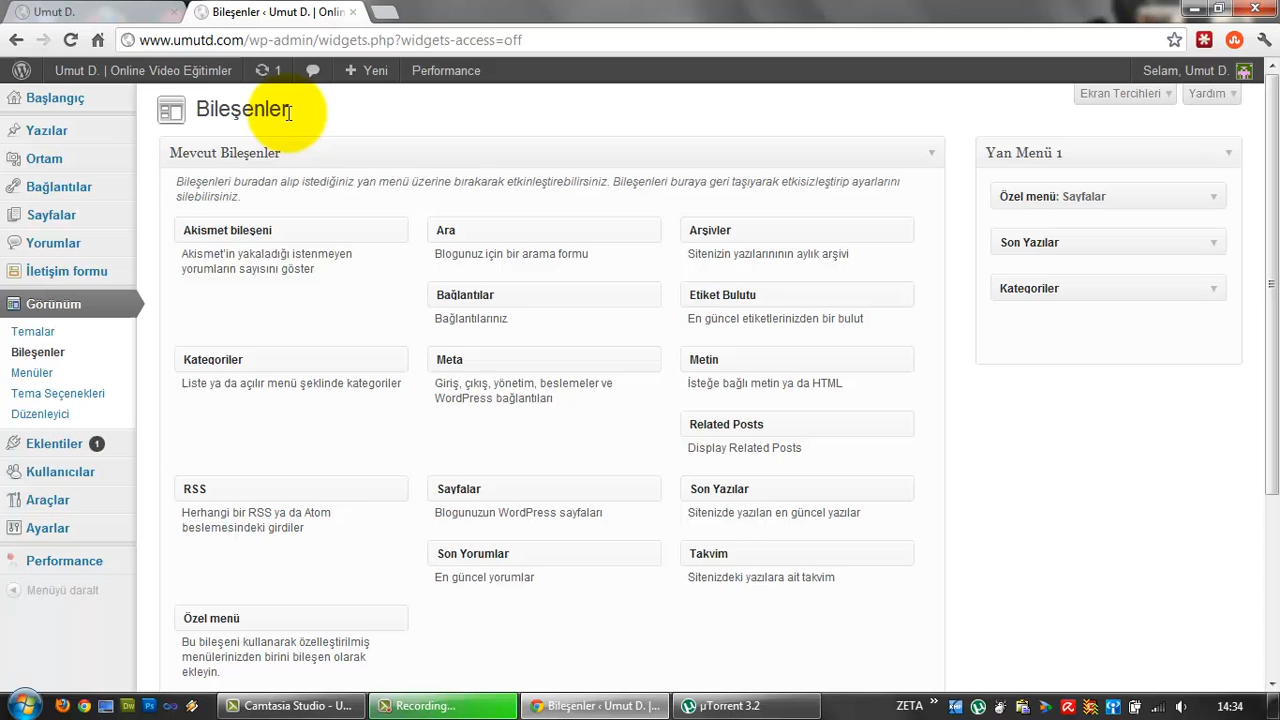 Umut D.
Bileşenler ‹ Umut D. | Onlin
www.umutd.com/wp-admin/widgets.php?widgets-access=off
Umut D. | Online Video Eğitimler
1
Yeni
Performance
Selam, Umut D.
Ekran Tercihleri
Yardım
Başlangıç
Yazılar
Ortam
Bağlantılar
Sayfalar
Yorumlar
İletişim formu
Görünüm
Temalar
Bileşenler
Menüler
Tema Seçenekleri
Düzenleyici
Eklentiler 1
Kullanıcılar
Araçlar
Ayarlar
Performance
Menüyü daralt
Bileşenler
Mevcut Bileşenler
Bileşenleri buradan alıp istediğiniz yan menü üzerine bırakarak etkinleştirebilirsiniz. Bileşenleri buraya geri taşıyarak etkisizleştirip ayarlarını
silebilirsiniz.
Akismet bileşeni
Akismet'in yakaladığı istenmeyen
yorumların sayısını göster
Ara
Blogunuz için bir arama formu
Arşivler
Sitenizin yazılarınının aylık arşivi
Bağlantılar
Bağlantılarınız
Etiket Bulutu
En güncel etiketlerinizden bir bulut
Kategoriler
Liste ya da açılır menü şeklinde kategoriler
Meta
Giriş, çıkış, yönetim, beslemeler ve
WordPress bağlantıları
Metin
İsteğe bağlı metin ya da HTML
Related Posts
Display Related Posts
RSS
Herhangi bir RSS ya da Atom
beslemesindeki girdiler
Sayfalar
Blogunuzun WordPress sayfaları
Son Yazılar
Sitenizde yazılan en güncel yazılar
Son Yorumlar
En güncel yorumlar
Takvim
Sitenizdeki yazılara ait takvim
Özel menü
Bu bileşeni kullanarak özelleştirilmiş
menülerinizden birini bileşen olarak
ekleyin.
Yan Menü 1
Özel menü: Sayfalar
Son Yazılar
Kategoriler
Camtasia Studio - U...
Recording...
Bileşenler ‹ Umut D. | ...
µTorrent 3.2
ZETA
14:34